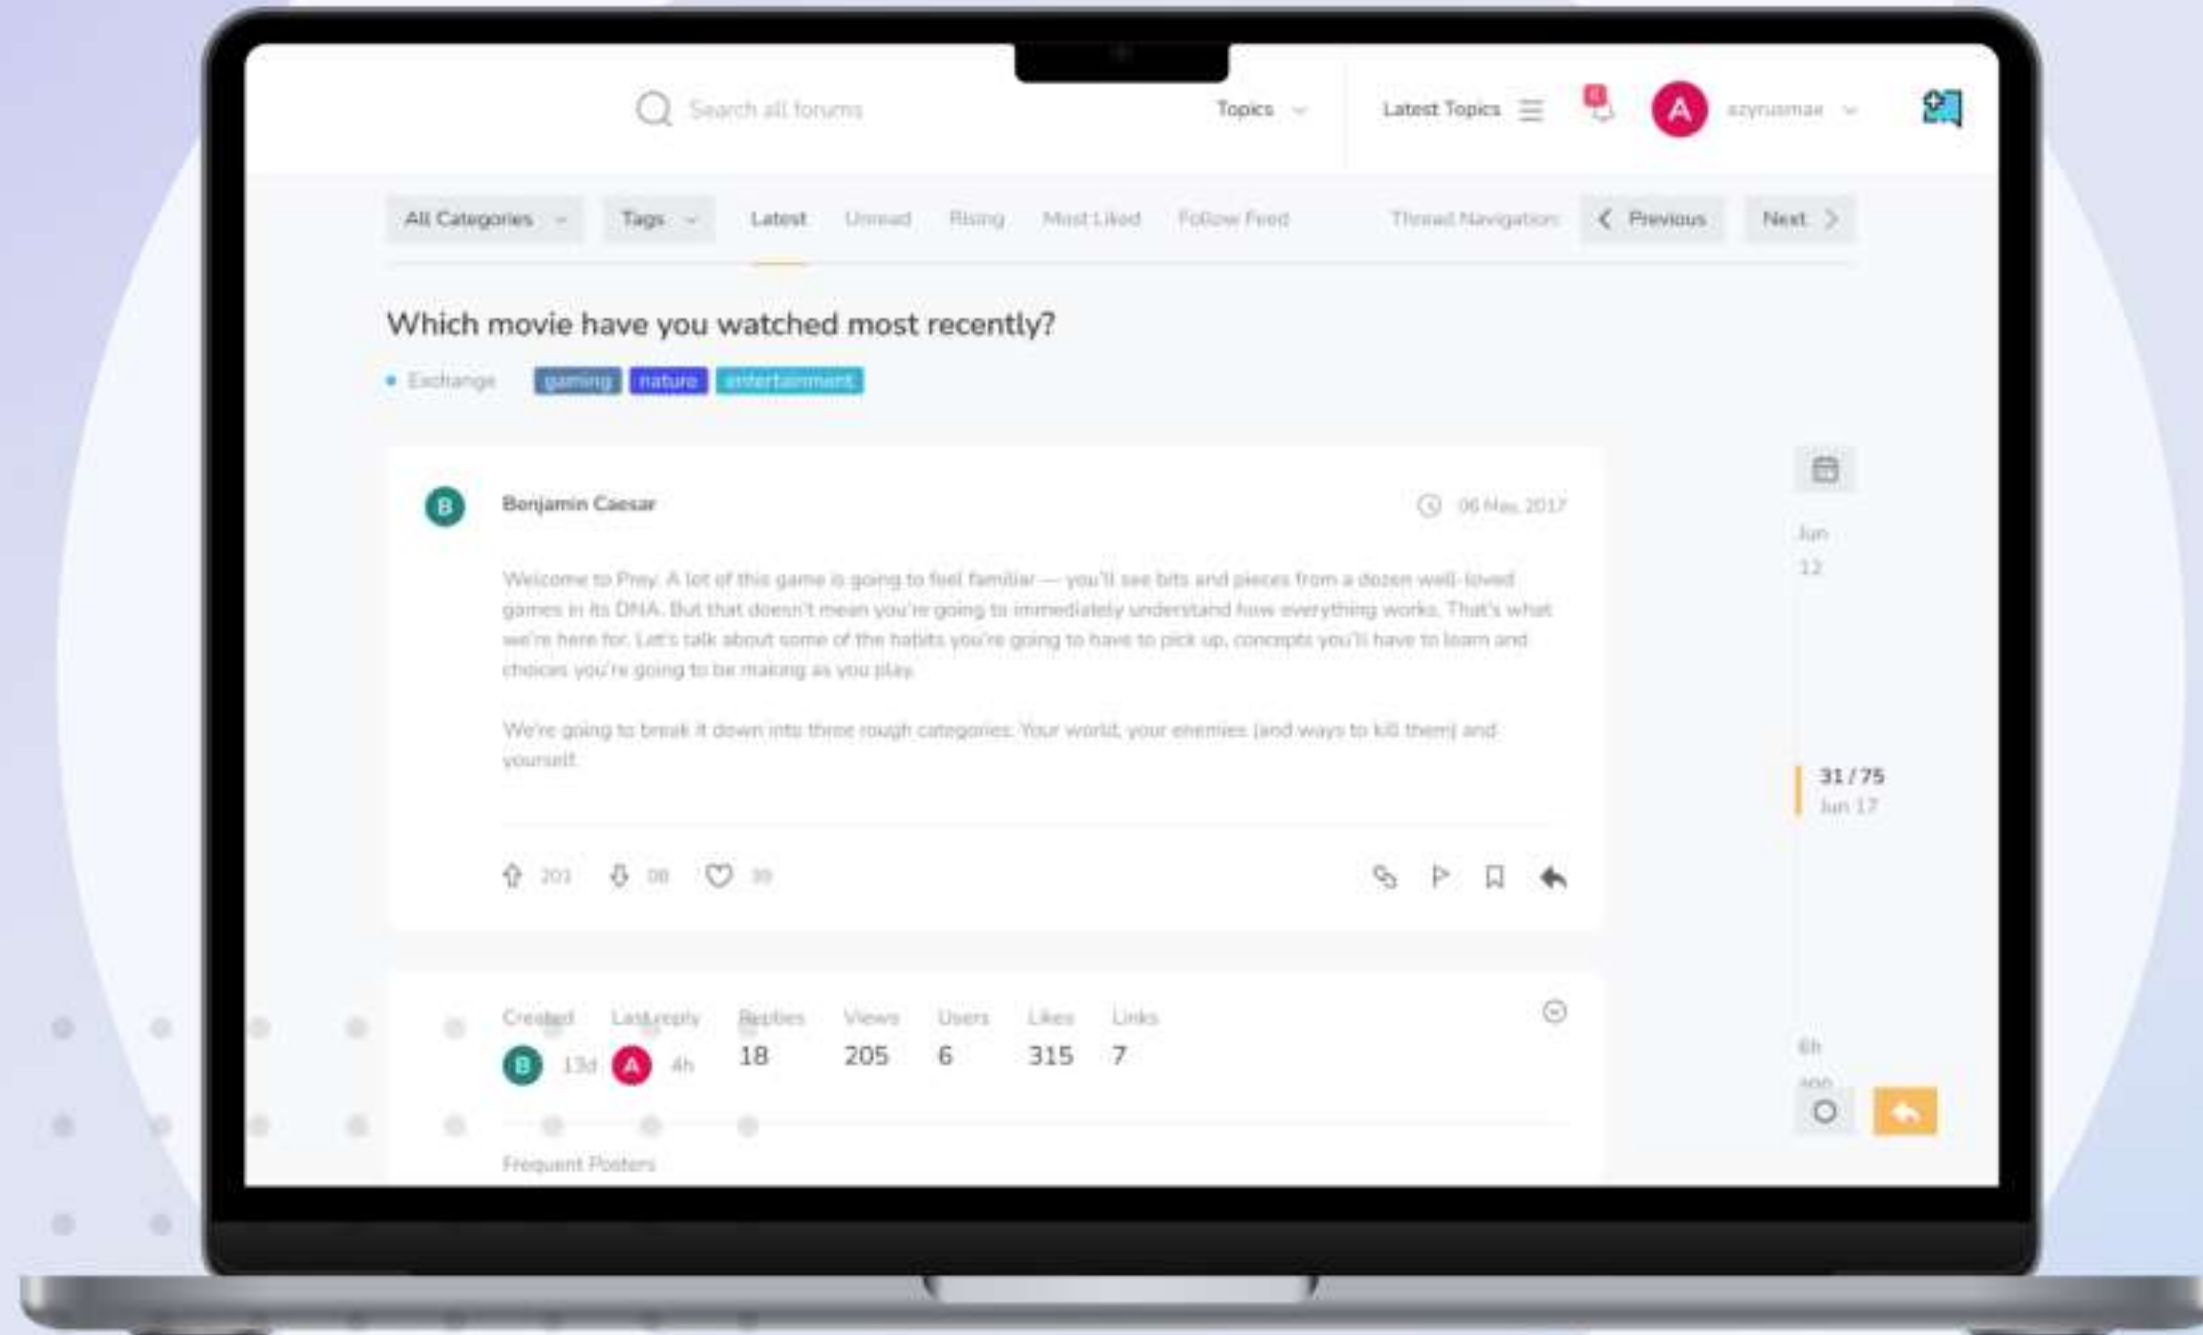 Search all forums
Topics
Latest Topics
A
azyrusmax
All Categories
Tags
Latest
Unread
Rising
Most Liked
Follow Feed
Thread Navigation:
Previous
Next
Which movie have you watched most recently?
Exchange
gaming
nature
entertainment
B
Benjamin Caesar
06 May, 2017
Welcome to Prey. A lot of this game is going to feel familiar — you'll see bits and pieces from a dozen well-loved
games in its DNA. But that doesn't mean you're going to immediately understand how everything works. That's what
we're here for. Let's talk about some of the habits you're going to have to pick up, concepts you'll have to learn and
choices you're going to be making as you play.
We're going to break it down into three rough categories: Your world, your enemies (and ways to kill them) and
yourself.
201
Jun
12
31 / 75
Jun 17
Created
Last reply
Replies
Views
Users
Likes
Links
B 13d
A 4h
18
205
6
315
7
6h
ago
Frequent Posters